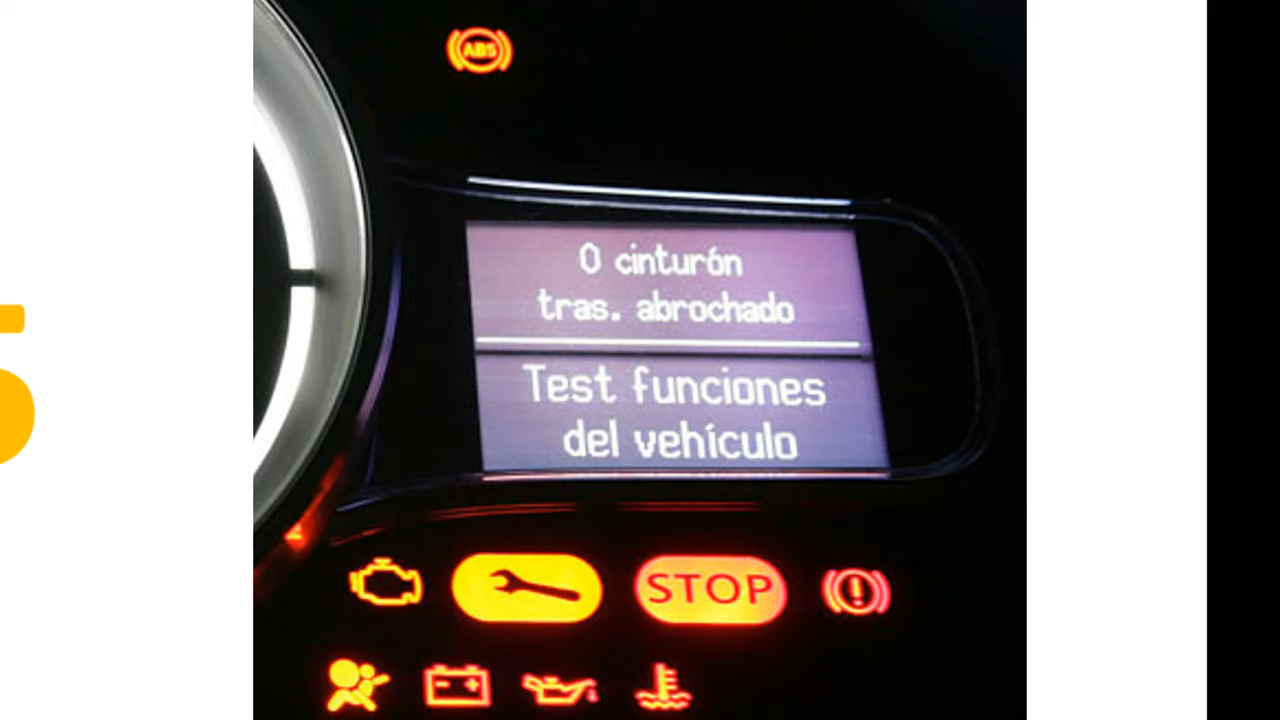 ABS
0 cinturón
tras. abrochado
Test funciones
del vehículo
STOP